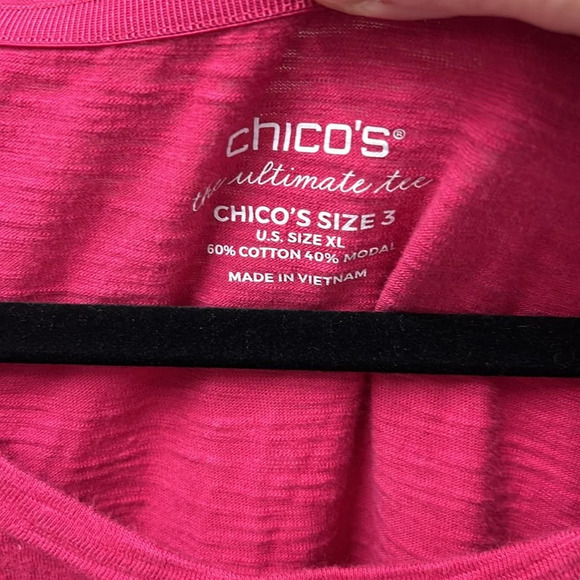 chico's®
the ultimate tee
CHICO'S SIZE 3
U.S. SIZE XL
60% COTTON 40% MODAL
MADE IN VIETNAM